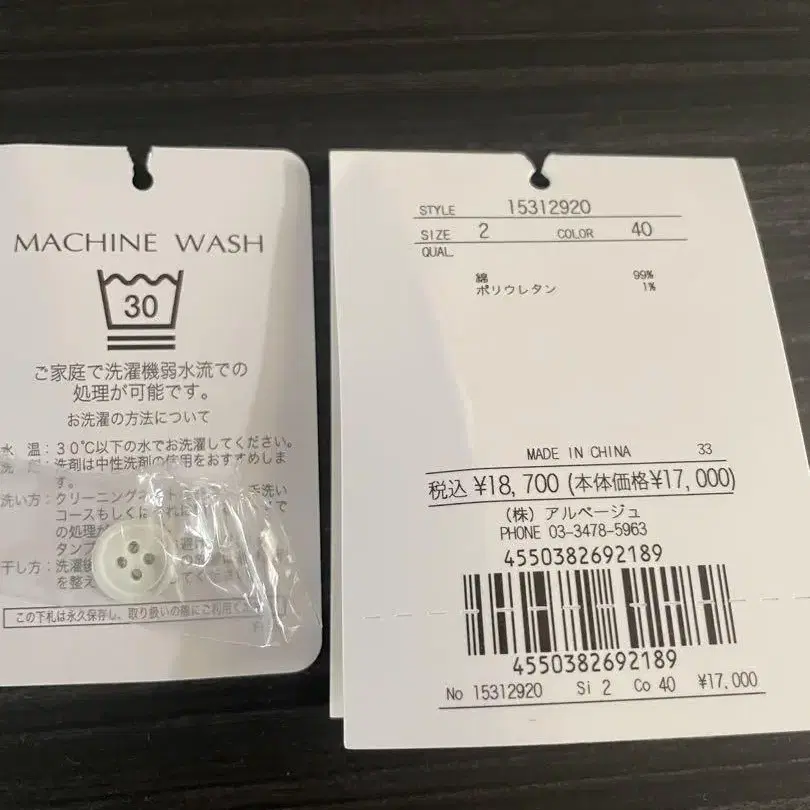 MACHINE WASH
30
ご家庭で洗濯機弱水流での
処理が可能です。
お洗濯の方法について
水 温：30℃以下の水でお洗濯してください。
洗剤は中性洗剤の使用をおすすめしま
す。
洗い方：クリーニング
コースもしくは
の処理が
タンブ
干し方：洗濯後
を整え
この下札は永久保存し、取り扱いの際にご利用く
STYLE 15312920
SIZE 2 COLOR 40
QUAL.
綿 99%
ポリウレタン 1%
MADE IN CHINA 33
税込 ¥18,700 (本体価格¥17,000)
(株) アルページュ
PHONE 03-3478-5963
4550382692189
4550382692189
No 15312920 Si 2 Co 40 ¥17,000